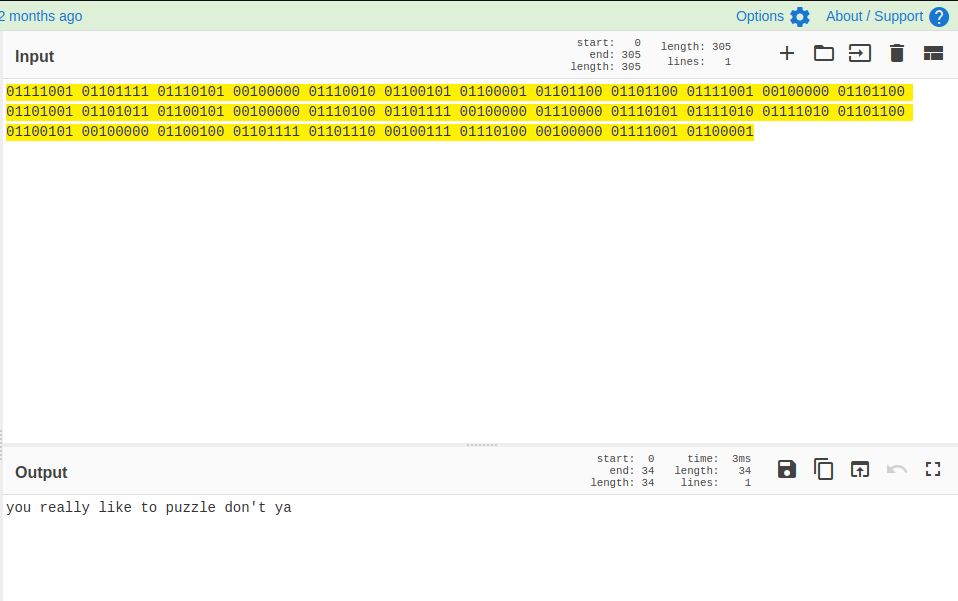 2 months ago
Options
About / Support
Input
start: 0
end: 305
length: 305
length: 305
lines: 1
01111001 01101111 01110101 00100000 01110010 01100101 01100001 01101100 01101100 01111001 00100000 01101100
01101001 01101011 01100101 00100000 01110100 01101111 00100000 01110000 01110101 01111010 01111010 01101100
01100101 00100000 01100100 01101111 01101110 00100111 01110100 00100000 01111001 01100001
Output
start: 0
end: 34
length: 34
time: 3ms
length: 34
lines: 1
you really like to puzzle don't ya